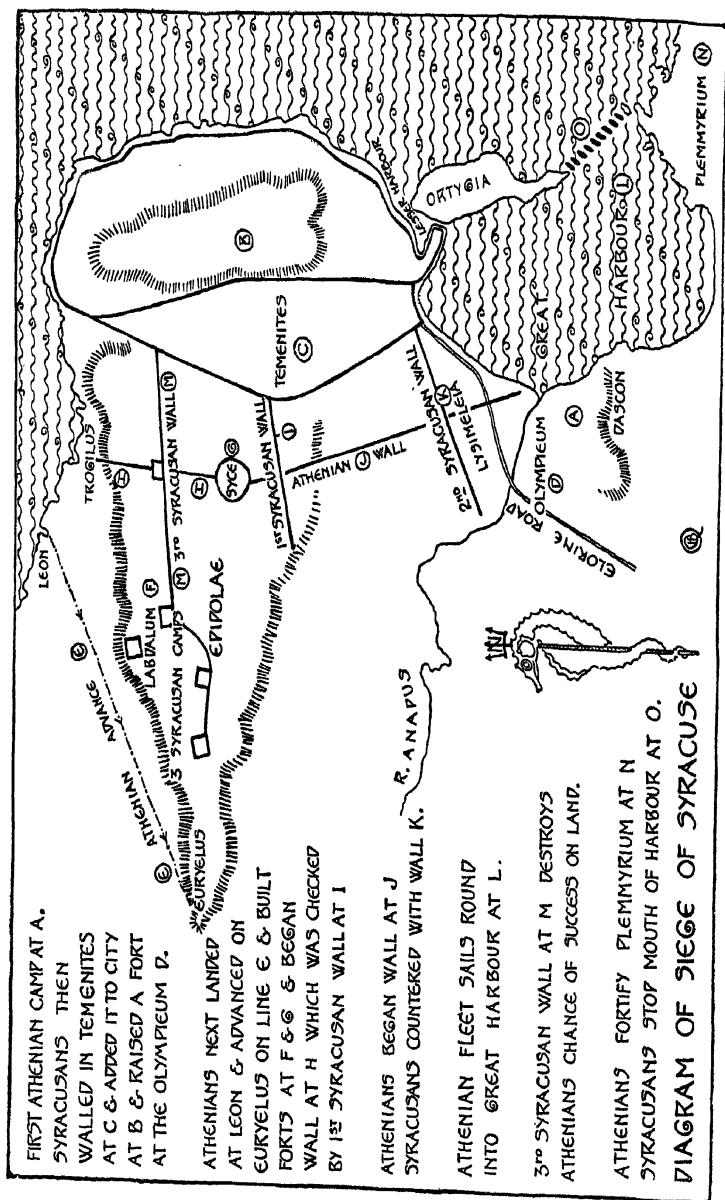 FIRST ATHENIAN CAMP AT A.
SYRACUSANS THEN
WALLED IN TEMENITES
AT C & ADDED IT TO CITY
AT B & RAISED A FORT
AT THE OLYMPIEUM D.
ATHENIANS NEXT LANDED
AT LEON & ADVANCED ON
EURYELUS ON LINE E & BUILT
FORTS AT F & G & BEGAN
WALL AT H WHICH WAS CHECKED
BY 1ST SYRACUSAN WALL AT I
ATHENIANS BEGAN WALL AT J
SYRACUSANS COUNTERED WITH WALL K.
ATHENIAN FLEET SAILS ROUND
INTO GREAT HARBOUR AT L.
3RD SYRACUSAN WALL AT M DESTROYS
ATHENIANS CHANCE OF SUCCESS ON LAND.
ATHENIANS FORTIFY PLEMMYRIUM AT N
SYRACUSANS STOP MOUTH OF HARBOUR AT O.
DIAGRAM OF SIEGE OF SYRACUSE
LEON
E
ATHENIAN ADVANCE
E
EURYELUS
TROGILUS
H
LABDALUM F
3 SYRACUSAN CAMPS
M 3RD SYRACUSAN WALL M
H
SYCE G
EPIPOLAE
1ST SYRACUSAN WALL
I
ATHENIAN J WALL
B
TEMENITES
C
LESSER HARBOUR
ORTYGIA
2ND SYRACUSAN WALL
K
LYSIMELEIA
R. ANAPUS
GREAT HARBOUR L
O
PLEMMYRIUM N
OLYMPIEUM
D
A
DASCON
ELORINE ROAD
N